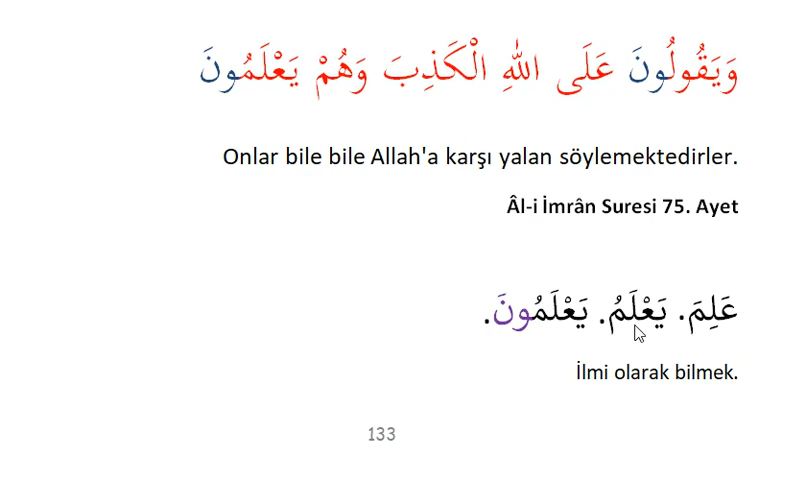 وَيَقُولُونَ عَلَى اللهِ الْكَذِبَ وَهُمْ يَعْلَمُونَ
Onlar bile bile Allah'a karşı yalan söylemektedirler.
Âl-i İmrân Suresi 75. Ayet
عَلِمَ. يَعْلَمُ. يَعْلَمُونَ.
İlmi olarak bilmek.
133